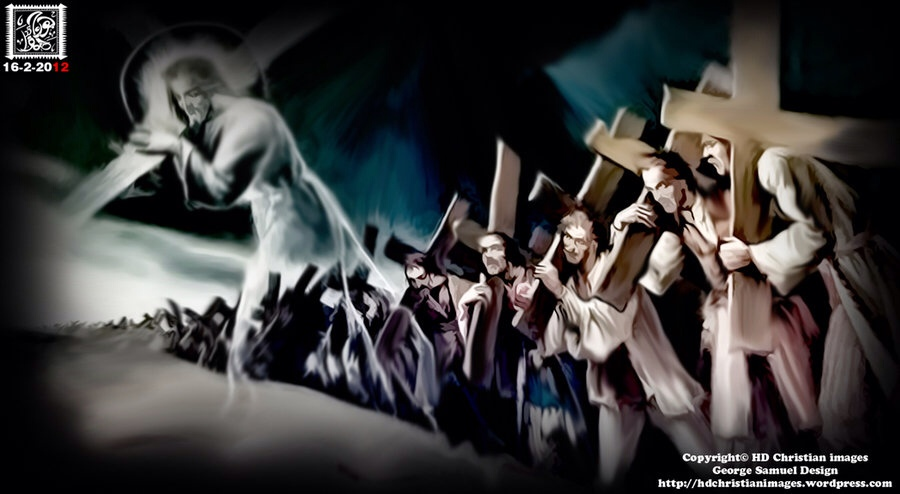 16-2-2012
Copyright© HD Christian images
George Samuel Design
http://hdchristianimages.wordpress.com